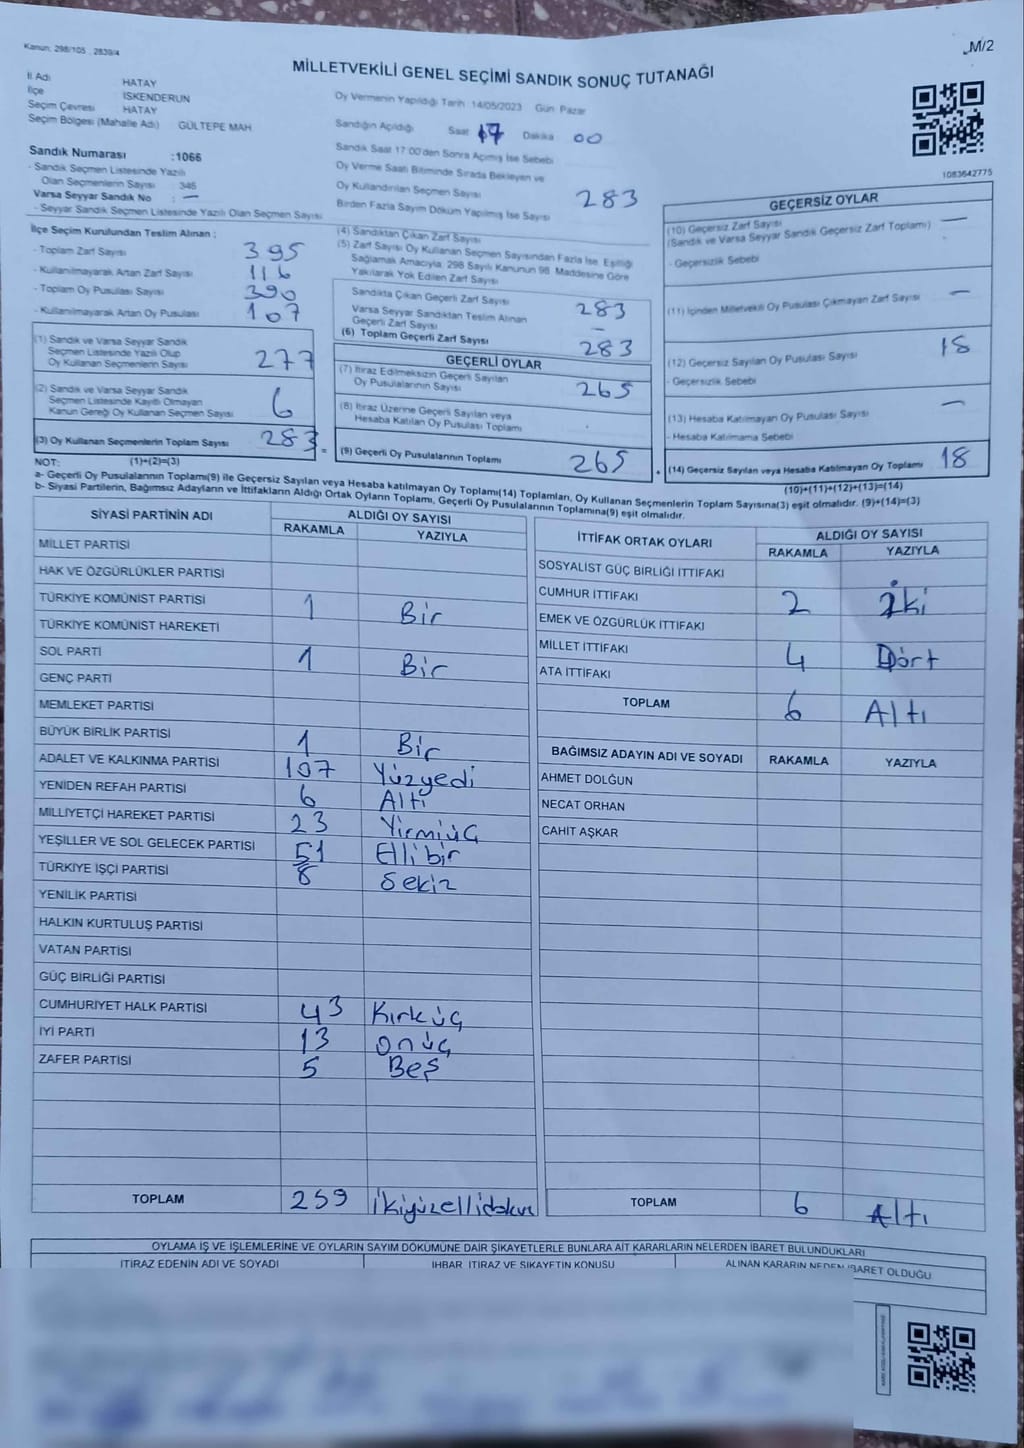 Kanun: 298/105 , 2839/4
M/2
MİLLETVEKİLİ GENEL SEÇİMİ SANDIK SONUÇ TUTANAĞI
İl Adı HATAY
İlçe İSKENDERUN
Seçim Çevresi HATAY
Seçim Bölgesi (Mahalle Adı) GÜLTEPE MAH
Sandık Numarası :1066
- Sandık Seçmen Listesinde Yazılı
Olan Seçmenlerin Sayısı : 345
Varsa Seyyar Sandık No : —
- Seyyar Sandık Seçmen Listesinde Yazılı Olan Seçmen Sayısı
Oy Vermenin Yapıldığı Tarih 14/05/2023 Gün Pazar
Sandığın Açıldığı Saat 17 Dakika 00
Sandık Saat 17:00'den Sonra Açımış İse Sebebi
Oy Verme Saati Bitiminde Sırada Bekleyen ve
Oy Kullandırılan Seçmen Sayısı 283
Birden Fazla Sayım Döküm Yapılmış İse Sayısı
1083642775
İlçe Seçim Kurulundan Teslim Alınan :
- Toplam Zarf Sayısı 395
- Kullanılmayarak Artan Zarf Sayısı 116
- Toplam Oy Pusulası Sayısı 390
- Kullanılmayarak Artan Oy Pusulası 107
(1) Sandık ve Varsa Seyyar Sandık
Seçmen Listesinde Yazılı Olup
Oy Kullanan Seçmenlerin Sayısı 277
(2) Sandık ve Varsa Seyyar Sandık
Seçmen Listesinde Kayıtlı Olmayan
Kanun Gereği Oy Kullanan Seçmen Sayısı 6
(3) Oy Kullanan Seçmenlerin Toplam Sayısı 283 =
(4) Sandıktan Çıkan Zarf Sayısı
(5) Zarf Sayısı Oy Kullanan Seçmen Sayısından Fazla İse, Eşitliği
Sağlamak Amacıyla, 298 Sayılı Kanunun 98. Maddesine Göre
Yakılarak Yok Edilen Zarf Sayısı
Sandıkta Çıkan Geçerli Zarf Sayısı 283
Varsa Seyyar Sandıktan Teslim Alınan
Geçerli Zarf Sayısı —
(6) Toplam Geçerli Zarf Sayısı 283
GEÇERLİ OYLAR
(7) İtiraz Edilmeksizin Geçerli Sayılan
Oy Pusulalarının Sayısı 265
(8) İtiraz Üzerine Geçerli Sayılan veya
Hesaba Katılan Oy Pusulası Toplamı
(9) Geçerli Oy Pusulalarının Toplamı 265 +
GEÇERSİZ OYLAR
(10) Geçersiz Zarf Sayısı —
(Sandık ve Varsa Seyyar Sandık Geçersiz Zarf Toplamı)
- Geçersizlik Sebebi
(11) İçinden Milletvekili Oy Pusulası Çıkmayan Zarf Sayısı —
(12) Geçersiz Sayılan Oy Pusulası Sayısı 18
- Geçersizlik Sebebi
(13) Hesaba Katılmayan Oy Pusulası Sayısı —
- Hesaba Katılmama Sebebi
(14) Geçersiz Sayılan veya Hesaba Katılmayan Oy Toplamı 18
NOT: (1)+(2)=(3)
(10)+(11)+(12)+(13)=(14)
a- Geçerli Oy Pusulalarının Toplamı(9) ile Geçersiz Sayılan veya Hesaba katılmayan Oy Toplamı(14) Toplamları, Oy Kullanan Seçmenlerin Toplam Sayısına(3) eşit olmalıdır. (9)+(14)=(3)
b- Siyasi Partilerin, Bağımsız Adayların ve İttifakların Aldığı Ortak Oyların Toplamı, Geçerli Oy Pusulalarının Toplamına(9) eşit olmalıdır.
SİYASİ PARTİNİN ADI ALDIĞI OY SAYISI
RAKAMLA YAZIYLA
MİLLET PARTİSİ
HAK VE ÖZGÜRLÜKLER PARTİSİ
TÜRKİYE KOMÜNİST PARTİSİ 1 Bir
TÜRKİYE KOMÜNİST HAREKETİ
SOL PARTİ 1 Bir
GENÇ PARTİ
MEMLEKET PARTİSİ
BÜYÜK BİRLİK PARTİSİ 1 Bir
ADALET VE KALKINMA PARTİSİ 107 Yüzyedi
YENİDEN REFAH PARTİSİ 6 Altı
MİLLİYETÇİ HAREKET PARTİSİ 23 Yirmiüç
YEŞİLLER VE SOL GELECEK PARTİSİ 51 Ellibir
TÜRKİYE İŞÇİ PARTİSİ 8 Sekiz
YENİLİK PARTİSİ
HALKIN KURTULUŞ PARTİSİ
VATAN PARTİSİ
GÜÇ BİRLİĞİ PARTİSİ
CUMHURİYET HALK PARTİSİ 43 Kırküç
İYİ PARTİ 13 Onüç
ZAFER PARTİSİ 5 Beş
TOPLAM 259 İkiyüzellidokuz
İTTİFAK ORTAK OYLARI ALDIĞI OY SAYISI
RAKAMLA YAZIYLA
SOSYALİST GÜÇ BİRLİĞİ İTTİFAKI
CUMHUR İTTİFAKI 2 İki
EMEK VE ÖZGÜRLÜK İTTİFAKI
MİLLET İTTİFAKI 4 Dört
ATA İTTİFAKI
TOPLAM 6 Altı
BAĞIMSIZ ADAYIN ADI VE SOYADI RAKAMLA YAZIYLA
AHMET DOLĞUN
NECAT ORHAN
CAHİT AŞKAR
TOPLAM 6 Altı
OYLAMA İŞ VE İŞLEMLERİNE VE OYLARIN SAYIM DÖKÜMÜNE DAİR ŞİKAYETLERLE BUNLARA AİT KARARLARIN NELERDEN İBARET BULUNDUKLARI
İTİRAZ EDENİN ADI VE SOYADI İHBAR, İTİRAZ VE ŞİKAYETİN KONUSU ALINAN KARARIN NEDEN İBARET OLDUĞU